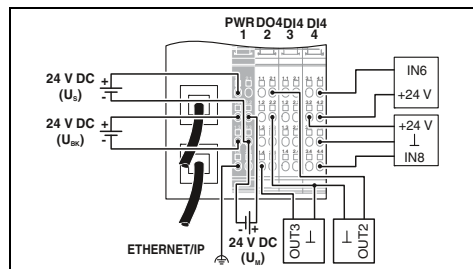 PWR DO4 DI4 DI4
1 2 3 4
24 V DC
(US)
+
-
24 V DC
(UBK)
+
-
IN6
+24 V
+24 V
⊥
IN8
ETHERNET/IP
- +
24 V DC
(UM)
OUT3
⊥
⊥
OUT2